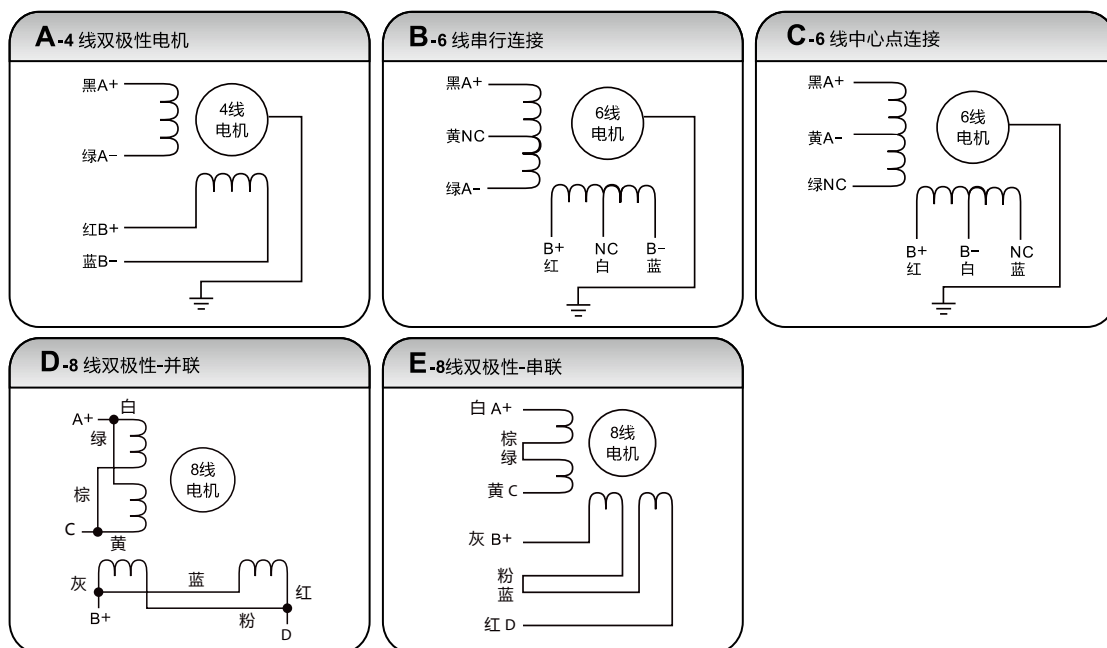 A-4 线双极性电机
黑A+
4线
电机
绿A-
红B+
蓝B-
B-6 线串行连接
黑A+
6线
电机
黄NC
绿A-
B+ NC B-
红 白 蓝
C-6 线中心点连接
黑A+
6线
电机
黄A-
绿NC
B+ B- NC
红 白 蓝
D-8 线双极性-并联
白
A+
绿
8线
电机
棕
C
黄
灰 蓝 红
B+ 粉
D
E-8线双极性-串联
白 A+
棕
绿
8线
电机
黄 C
灰 B+
粉
蓝
红 D